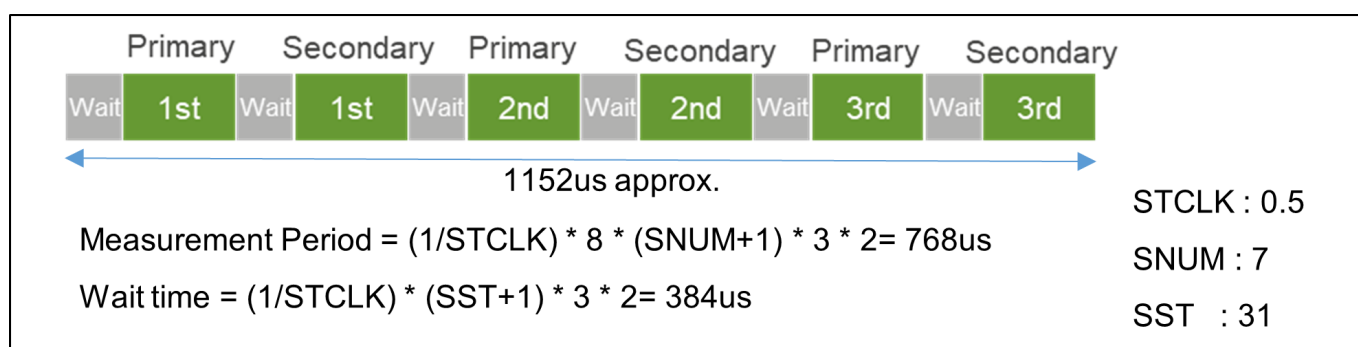 Primary Secondary Primary Secondary Primary Secondary
Wait 1st Wait 1st Wait 2nd Wait 2nd Wait 3rd Wait 3rd
1152us approx.
Measurement Period = (1/STCLK) * 8 * (SNUM+1) * 3 * 2= 768us
Wait time = (1/STCLK) * (SST+1) * 3 * 2= 384us
STCLK : 0.5
SNUM : 7
SST : 31